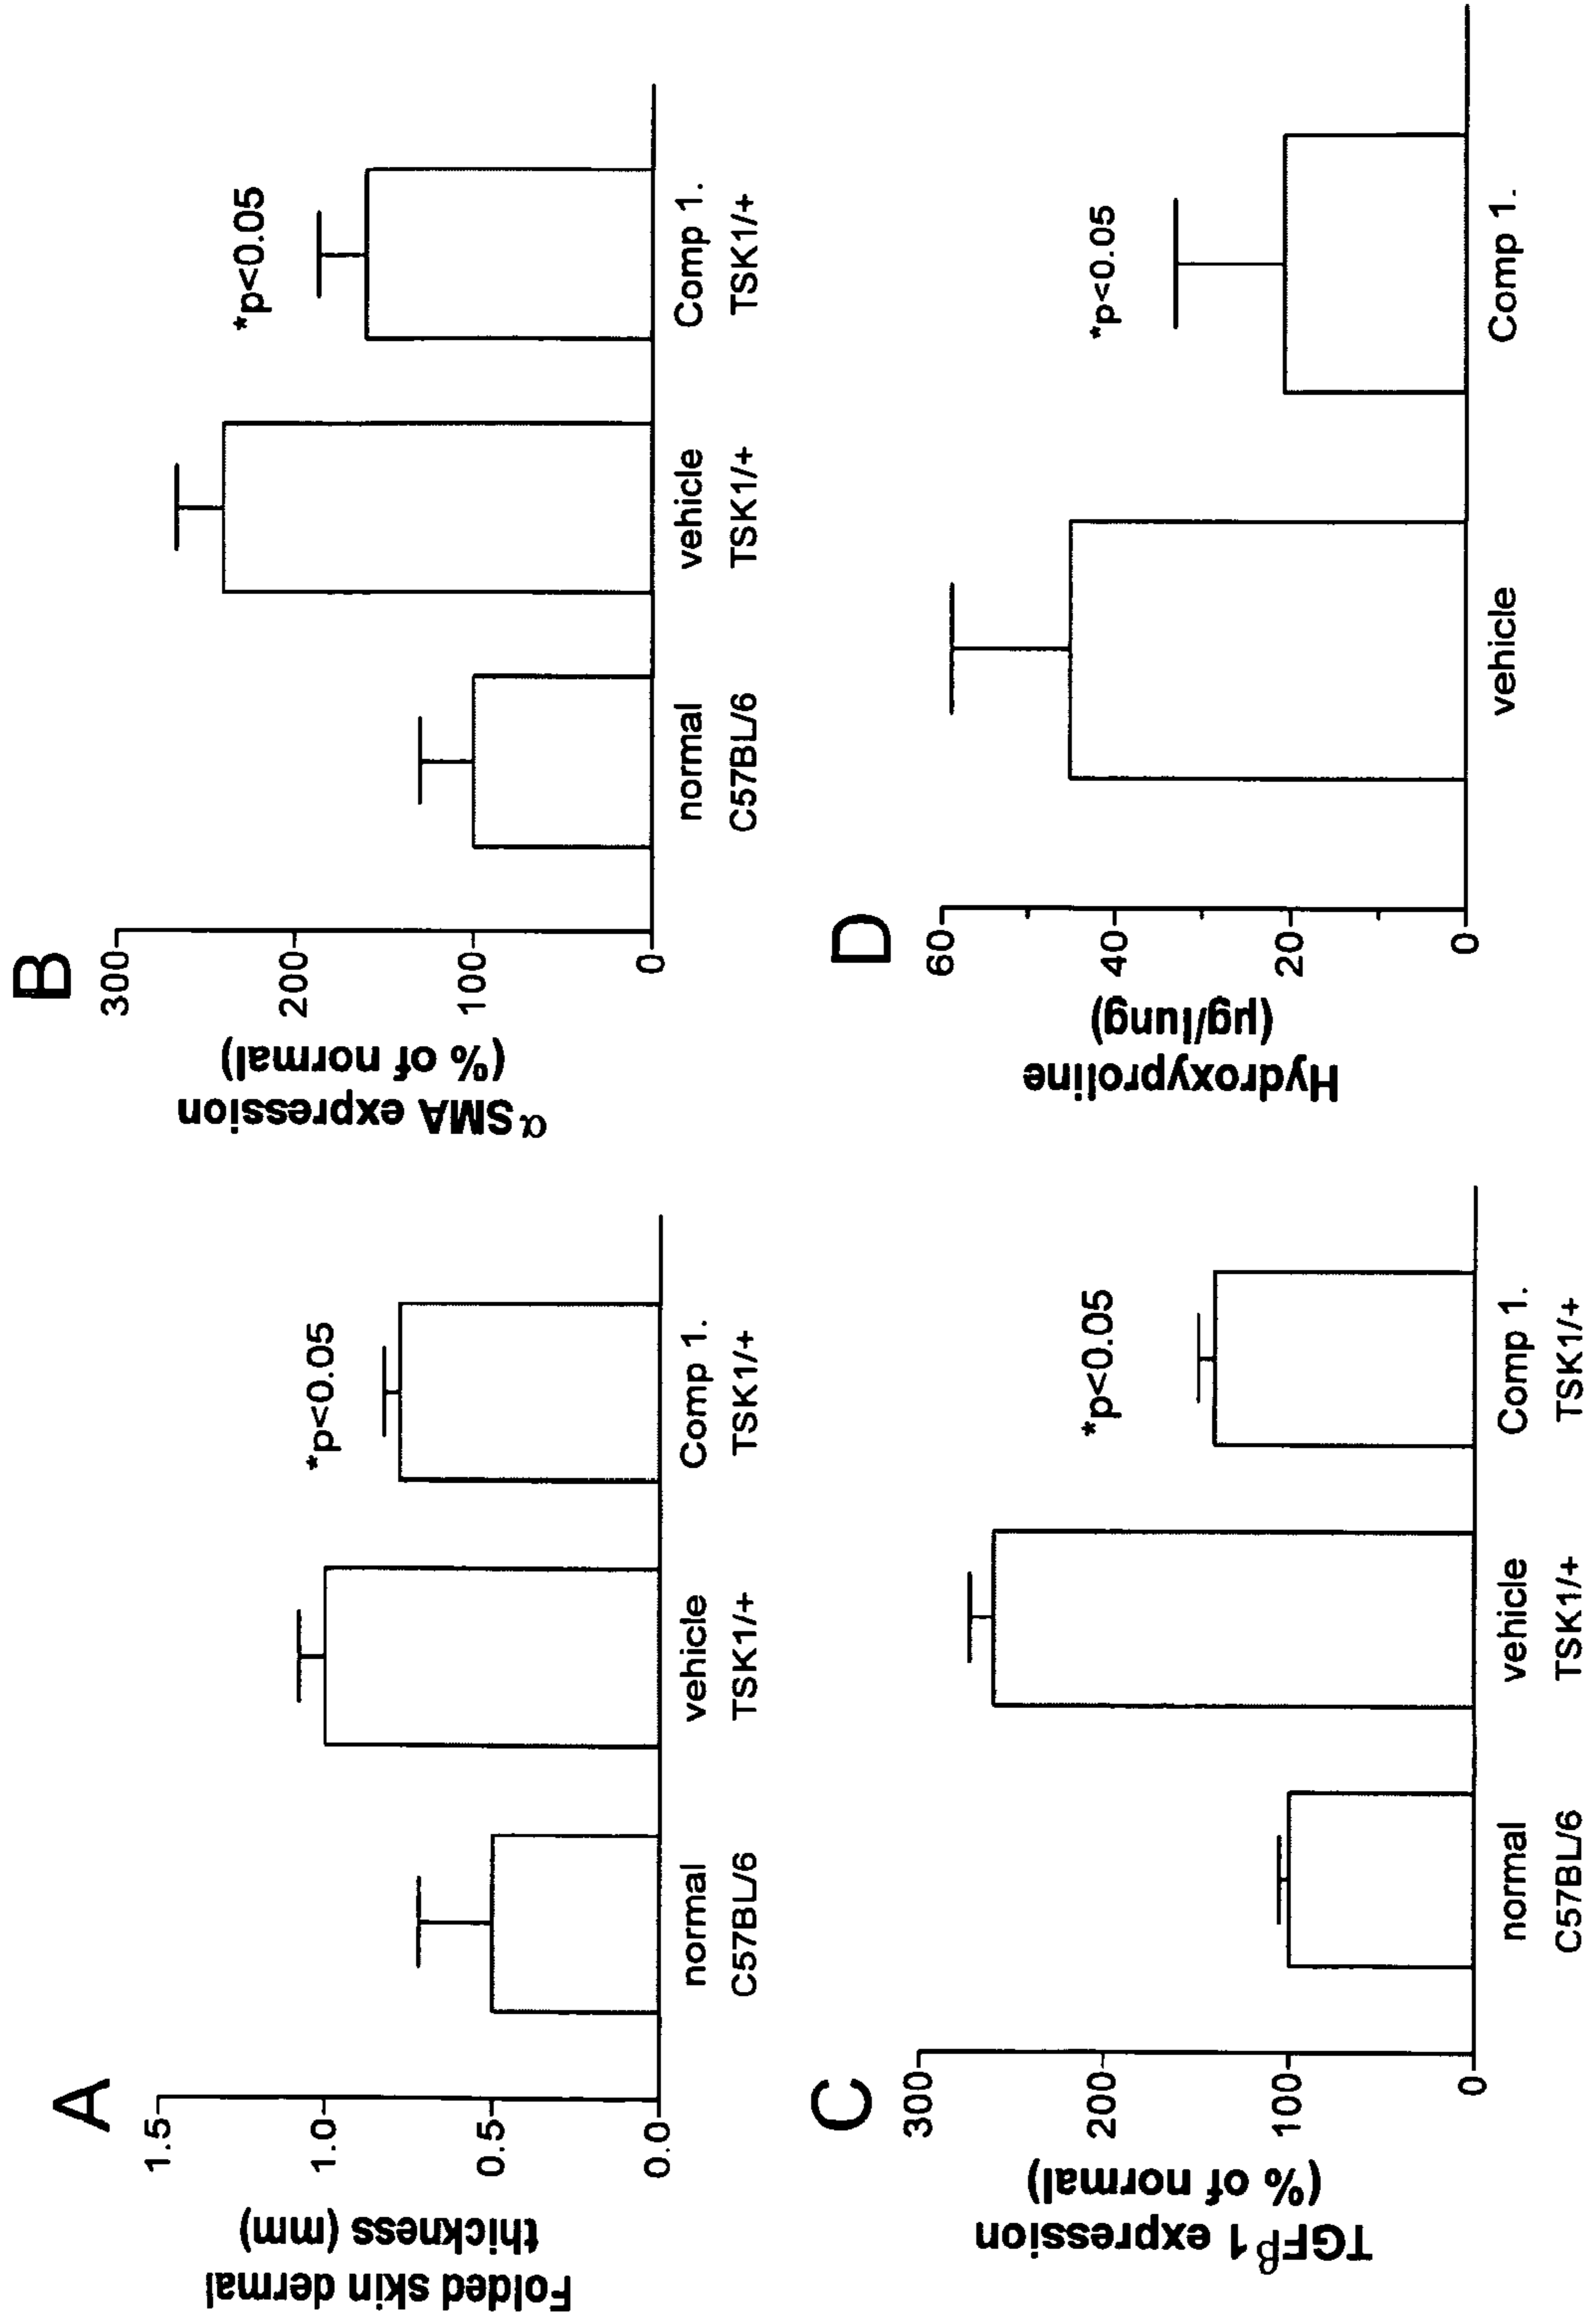 A
Folded skin dermal
thickness (mm)
1.5
1.0
0.5
0.0
*p<0.05
normal
C57BL/6
vehicle
TSK1/+
Comp 1.
TSK1/+
B
αSMA expression
(% of normal)
300
200
100
0
*p<0.05
normal
C57BL/6
vehicle
TSK1/+
Comp 1.
TSK1/+
C
TGFβ1 expression
(% of normal)
300
200
100
0
*p<0.05
normal
C57BL/6
vehicle
TSK1/+
Comp 1.
TSK1/+
D
Hydroxyproline
(µg/lung)
60
40
20
0
*p<0.05
vehicle
Comp 1.